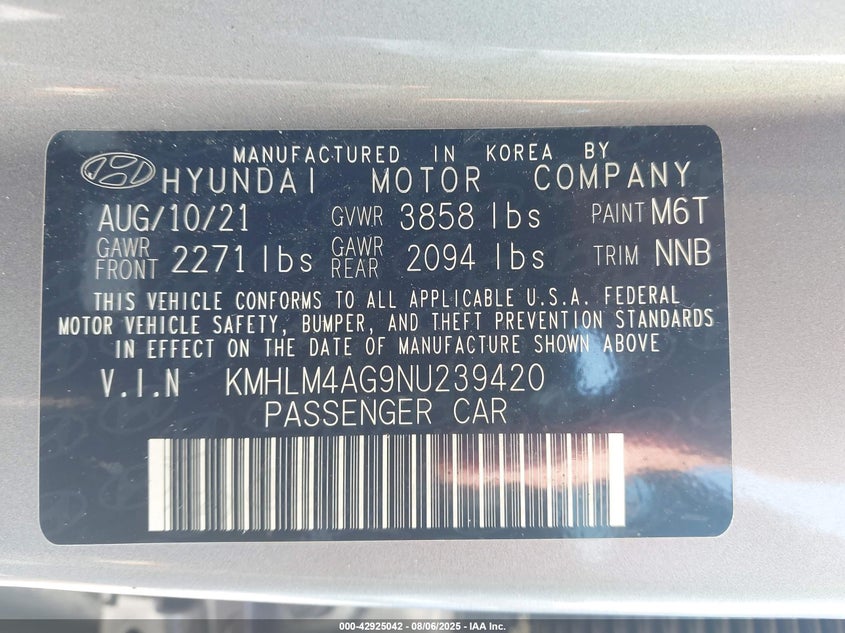 MANUFACTURED IN KOREA BY
HYUNDAI MOTOR COMPANY
AUG/10/21 GVWR 3858 lbs PAINT M6T
GAWR FRONT 2271 lbs GAWR REAR 2094 lbs TRIM NNB
THIS VEHICLE CONFORMS TO ALL APPLICABLE U.S.A. FEDERAL
MOTOR VEHICLE SAFETY, BUMPER, AND THEFT PREVENTION STANDARDS
IN EFFECT ON THE DATE OF MANUFACTURE SHOWN ABOVE
V.I.N KMHLM4AG9NU239420
PASSENGER CAR
000-42925042 - 08/06/2025 - IAA Inc.